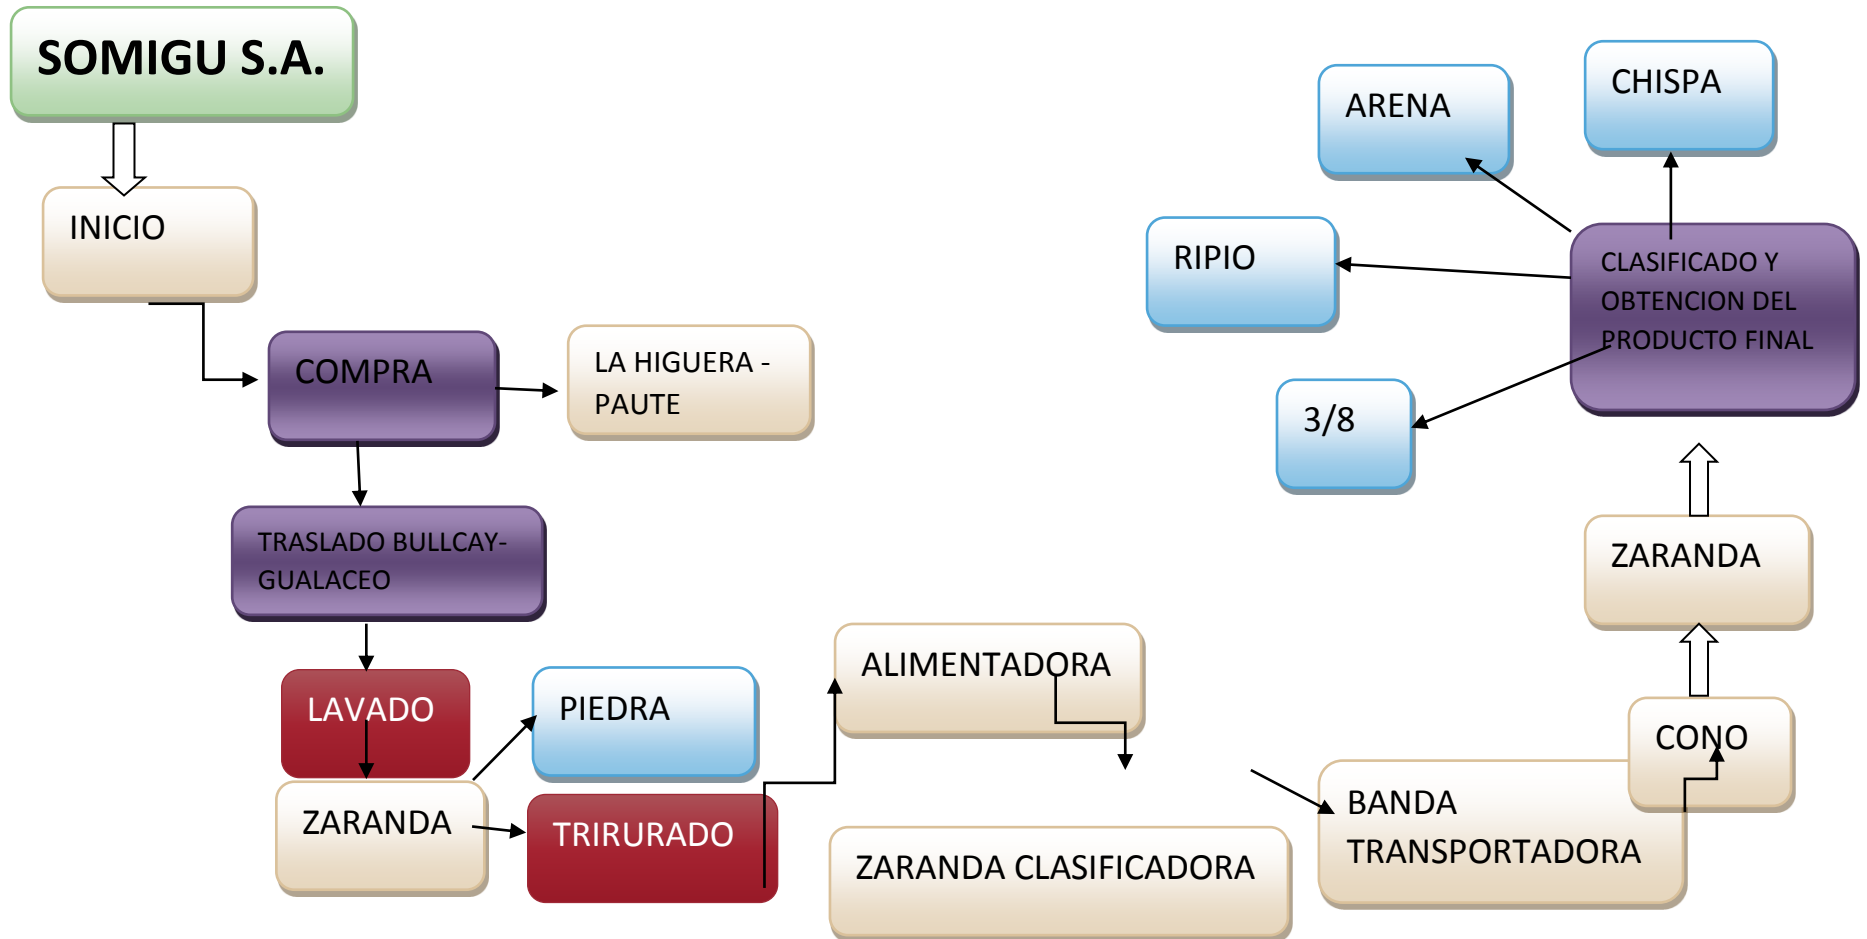 SOMIGU S.A.
INICIO
COMPRA
LA HIGUERA -
PAUTE
TRASLADO BULLCAY-
GUALACEO
LAVADO
PIEDRA
ZARANDA
TRIRURADO
ALIMENTADORA
ZARANDA CLASIFICADORA
BANDA
TRANSPORTADORA
CONO
ZARANDA
CLASIFICADO Y
OBTENCION DEL
PRODUCTO FINAL
CHISPA
ARENA
RIPIO
3/8